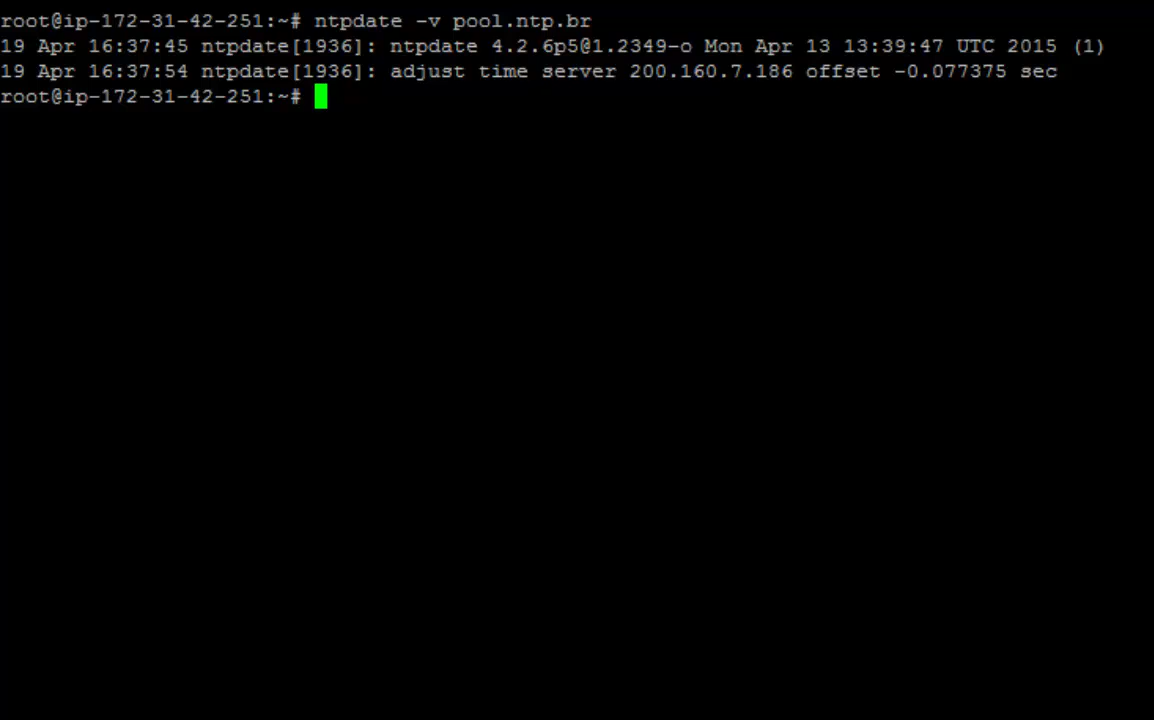 root@ip-172-31-42-251:~# ntpdate -v pool.ntp.br
19 Apr 16:37:45 ntpdate[1936]: ntpdate 4.2.6p5@1.2349-o Mon Apr 13 13:39:47 UTC 2015 (1)
19 Apr 16:37:54 ntpdate[1936]: adjust time server 200.160.7.186 offset -0.077375 sec
root@ip-172-31-42-251:~#